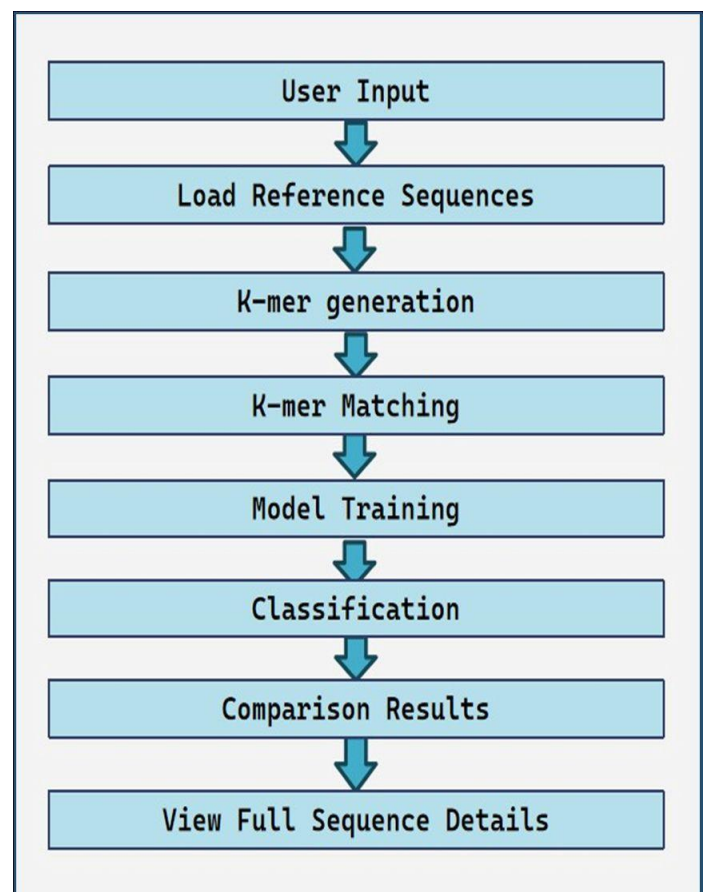 User Input
Load Reference Sequences
K-mer generation
K-mer Matching
Model Training
Classification
Comparison Results
View Full Sequence Details